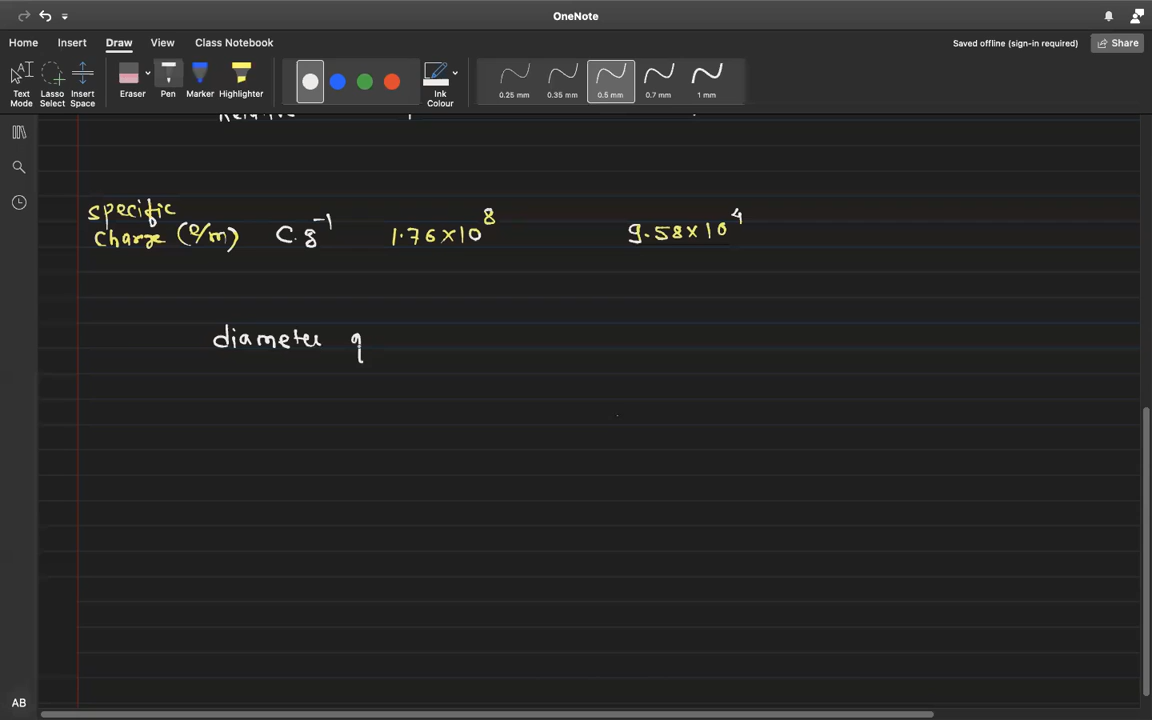 OneNote
Home Insert Draw View Class Notebook
Saved offline (sign-in required) Share
Text Mode
Lasso Select
Insert Space
Eraser
Pen
Marker
Highlighter
Ink Colour
0.25 mm
0.35 mm
0.5 mm
0.7 mm
1 mm
specific
charge (e/m) C.g⁻¹ 1.76×10⁸ 9.58×10⁴
diameter
AB